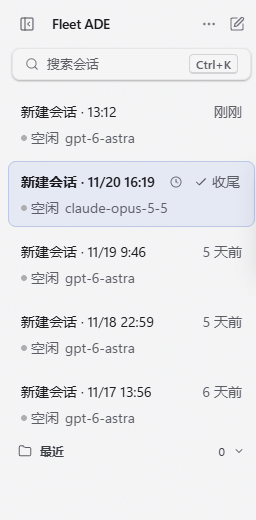 Fleet ADE
搜索会话 Ctrl+K
新建会话 · 13:12 刚刚
空闲 gpt-6-astra
新建会话 · 11/20 16:19 收尾
空闲 claude-opus-5-5
新建会话 · 11/19 9:46 5 天前
空闲 gpt-6-astra
新建会话 · 11/18 22:59 5 天前
空闲 gpt-6-astra
新建会话 · 11/17 13:56 6 天前
空闲 gpt-6-astra
最近 0